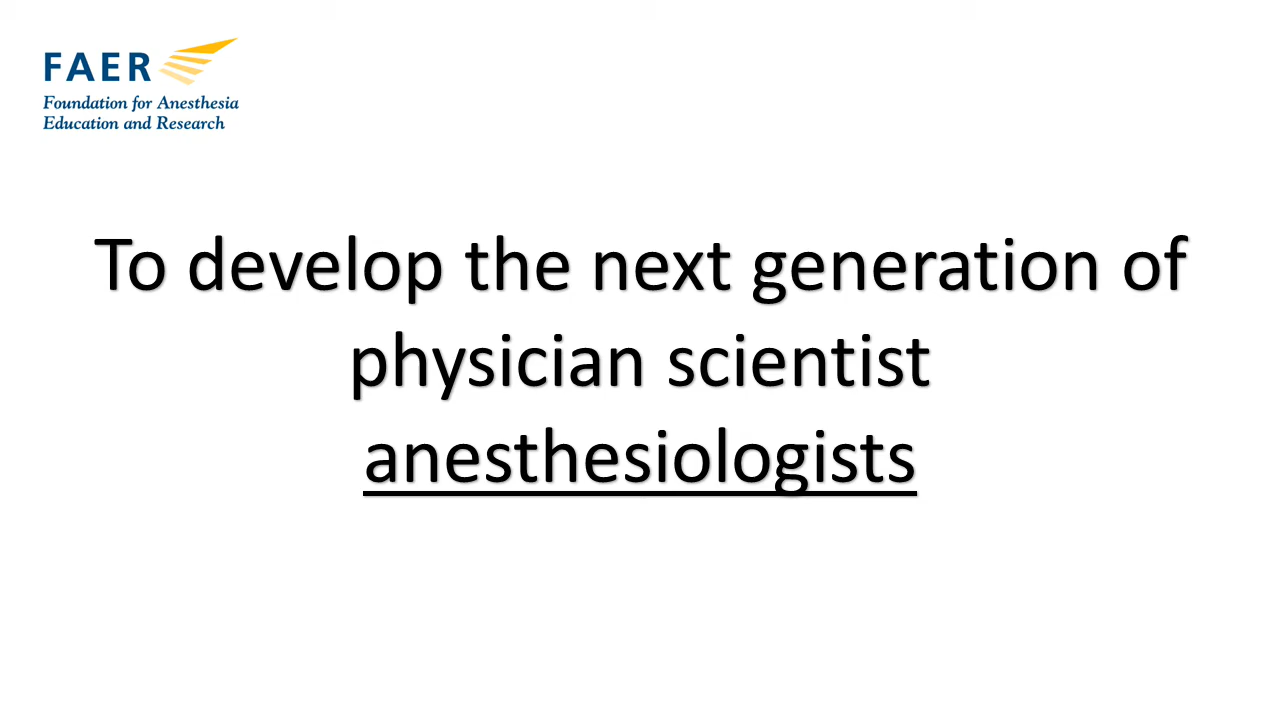 FAER
Foundation for Anesthesia
Education and Research
To develop the next generation of
physician scientist
anesthesiologists